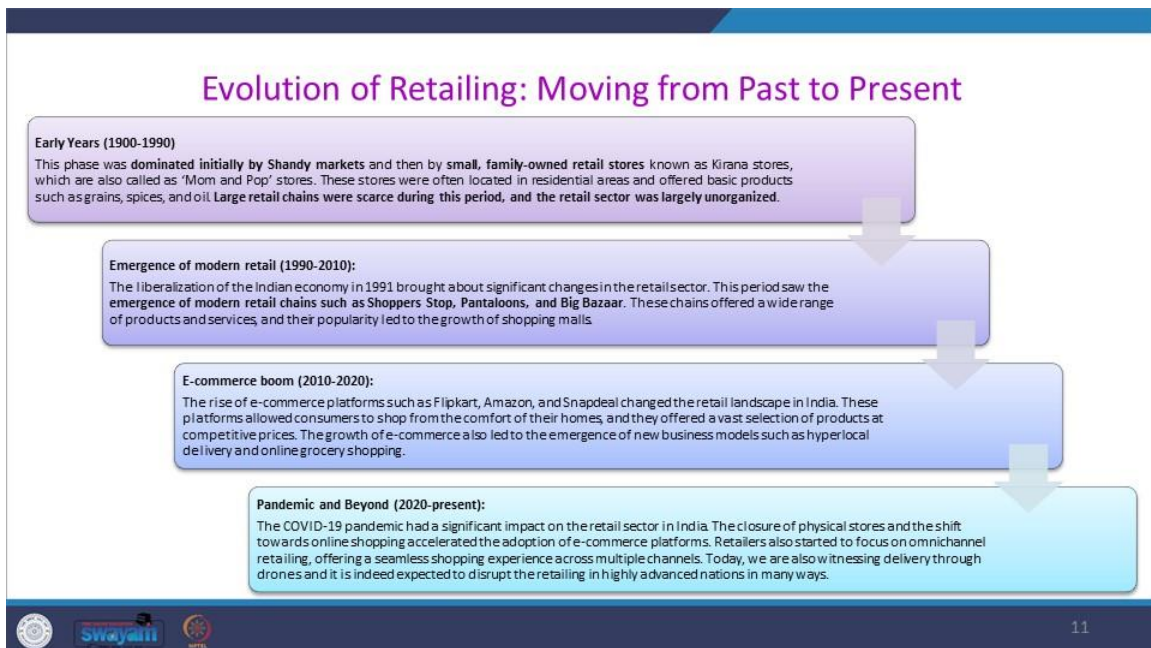 Evolution of Retailing: Moving from Past to Present
Early Years (1900-1990)
This phase was dominated initially by Shandy markets and then by small, family-owned retail stores known as Kirana stores,
which are also called as ‘Mom and Pop’ stores. These stores were often located in residential areas and offered basic products
such as grains, spices, and oil. Large retail chains were scarce during this period, and the retail sector was largely unorganized.
Emergence of modern retail (1990-2010):
The liberalization of the Indian economy in 1991 brought about significant changes in the retail sector. This period saw the
emergence of modern retail chains such as Shoppers Stop, Pantaloons, and Big Bazaar. These chains offered a wide range
of products and services, and their popularity led to the growth of shopping malls.
E-commerce boom (2010-2020):
The rise of e-commerce platforms such as Flipkart, Amazon, and Snapdeal changed the retail landscape in India. These
platforms allowed consumers to shop from the comfort of their homes, and they offered a vast selection of products at
competitive prices. The growth of e-commerce also led to the emergence of new business models such as hyperlocal
delivery and online grocery shopping.
Pandemic and Beyond (2020-present):
The COVID-19 pandemic had a significant impact on the retail sector in India. The closure of physical stores and the shift
towards online shopping accelerated the adoption of e-commerce platforms. Retailers also started to focus on omnichannel
retailing, offering a seamless shopping experience across multiple channels. Today, we are also witnessing delivery through
drones and it is indeed expected to disrupt the retailing in highly advanced nations in many ways.
swayam
NPTEL
11